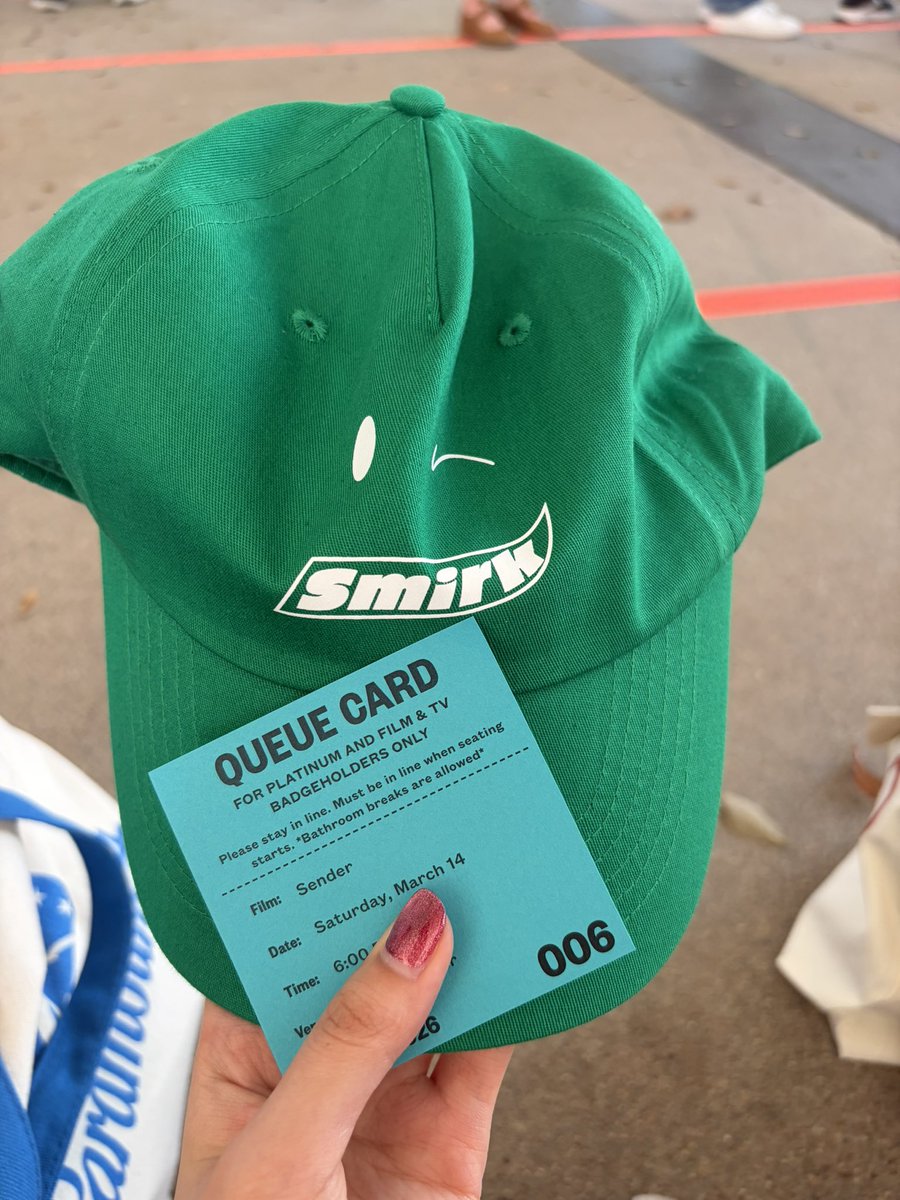 Smirk
QUEUE CARD
FOR PLATINUM AND FILM & TV
BADGEHOLDERS ONLY
Please stay in line. Must be in line when seating
starts. *Bathroom breaks are allowed*
Film: Sender
Date: Saturday, March 14
Time: 6:00
006